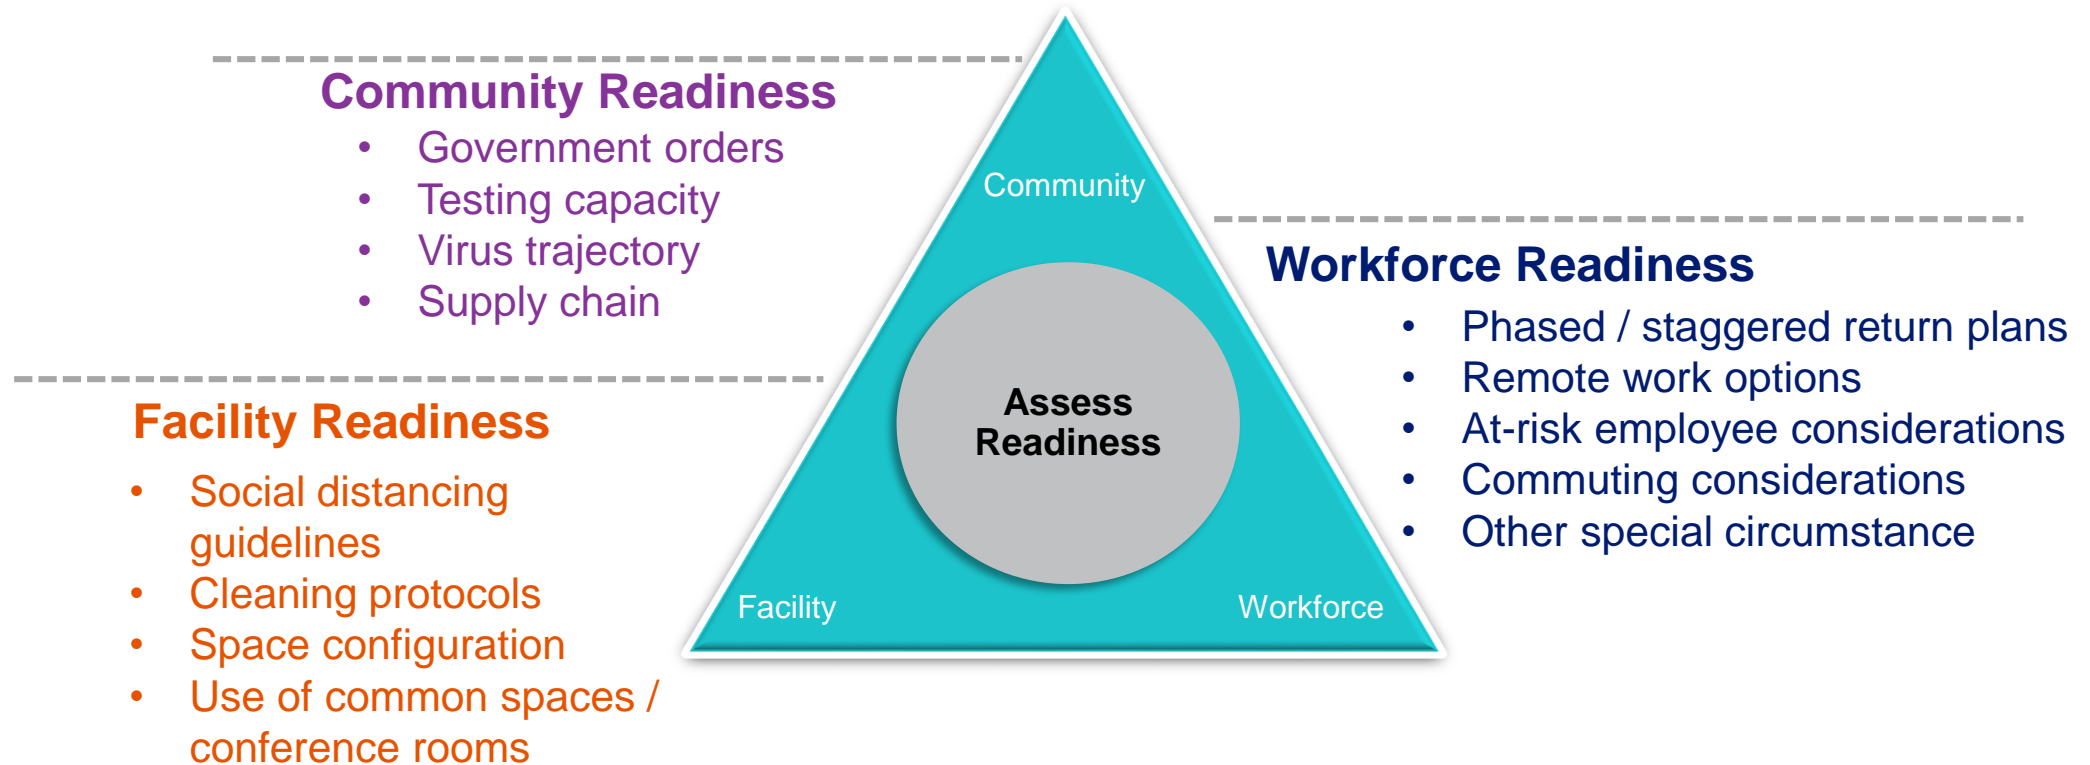 Community Readiness
• Government orders
• Testing capacity
• Virus trajectory
• Supply chain
Facility Readiness
• Social distancing
guidelines
• Cleaning protocols
• Space configuration
• Use of common spaces /
conference rooms
Community
Assess
Readiness
Facility
Workforce
Workforce Readiness
• Phased / staggered return plans
• Remote work options
• At-risk employee considerations
• Commuting considerations
• Other special circumstance